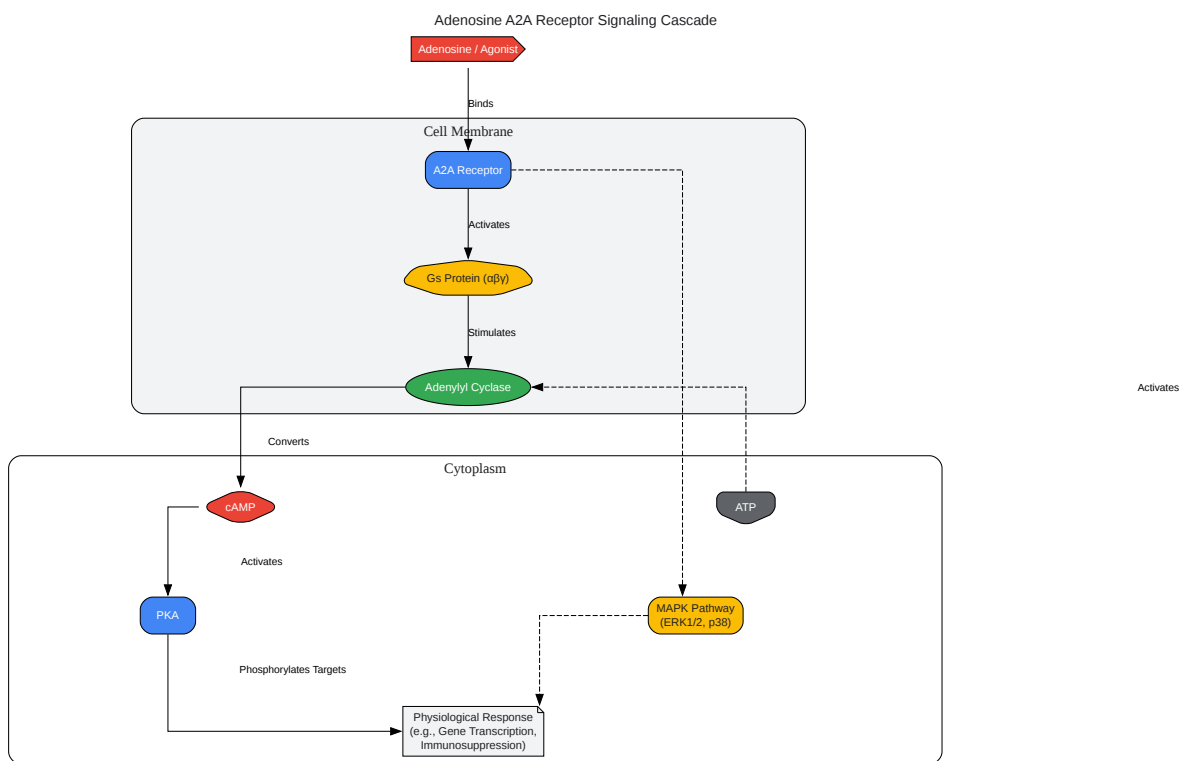 Adenosine A2A Receptor Signaling Cascade
Adenosine / Agonist
Binds
Cell Membrane
A2A Receptor
Activates
Gs Protein (αβγ)
Stimulates
Adenylyl Cyclase
Activates
Converts
Cytoplasm
cAMP
ATP
Activates
PKA
MAPK Pathway
(ERK1/2, p38)
Phosphorylates Targets
Physiological Response
(e.g., Gene Transcription,
Immunosuppression)